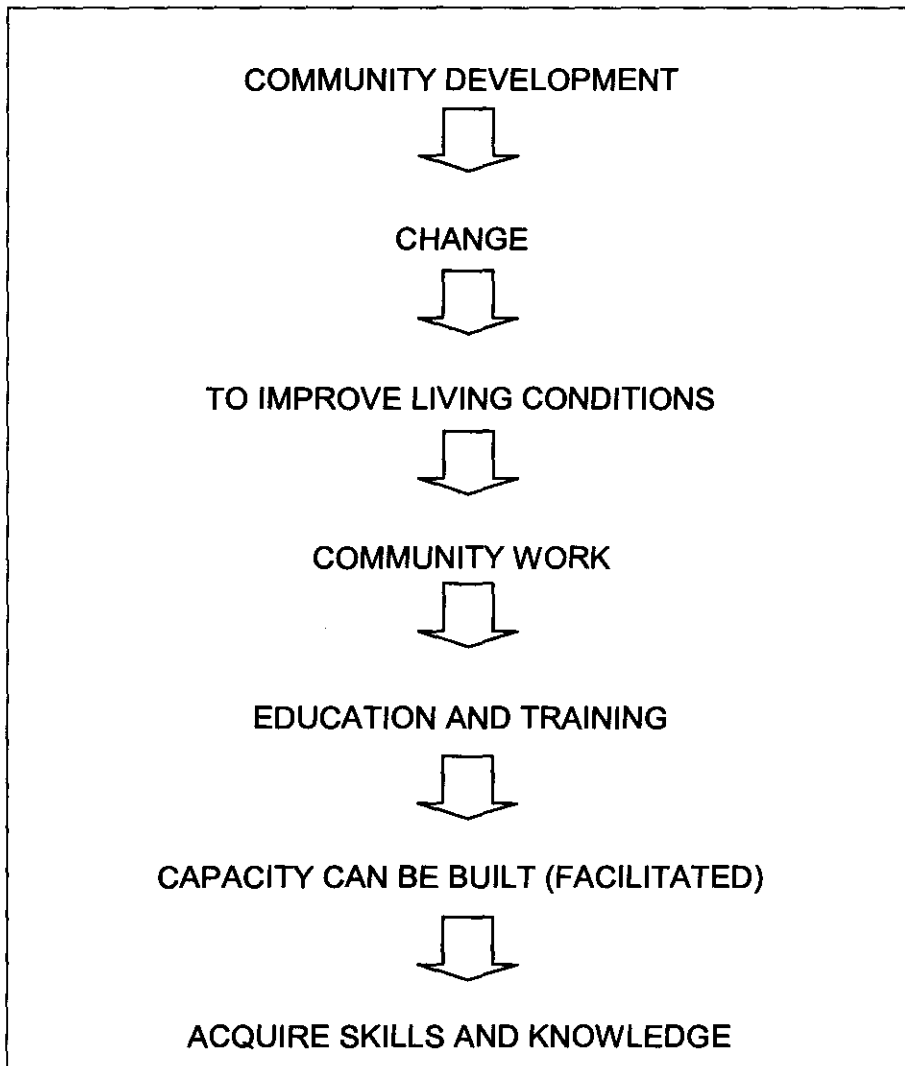 COMMUNITY DEVELOPMENT
CHANGE
TO IMPROVE LIVING CONDITIONS
COMMUNITY WORK
EDUCATION AND TRAINING
CAPACITY CAN BE BUILT (FACILITATED)
ACQUIRE SKILLS AND KNOWLEDGE